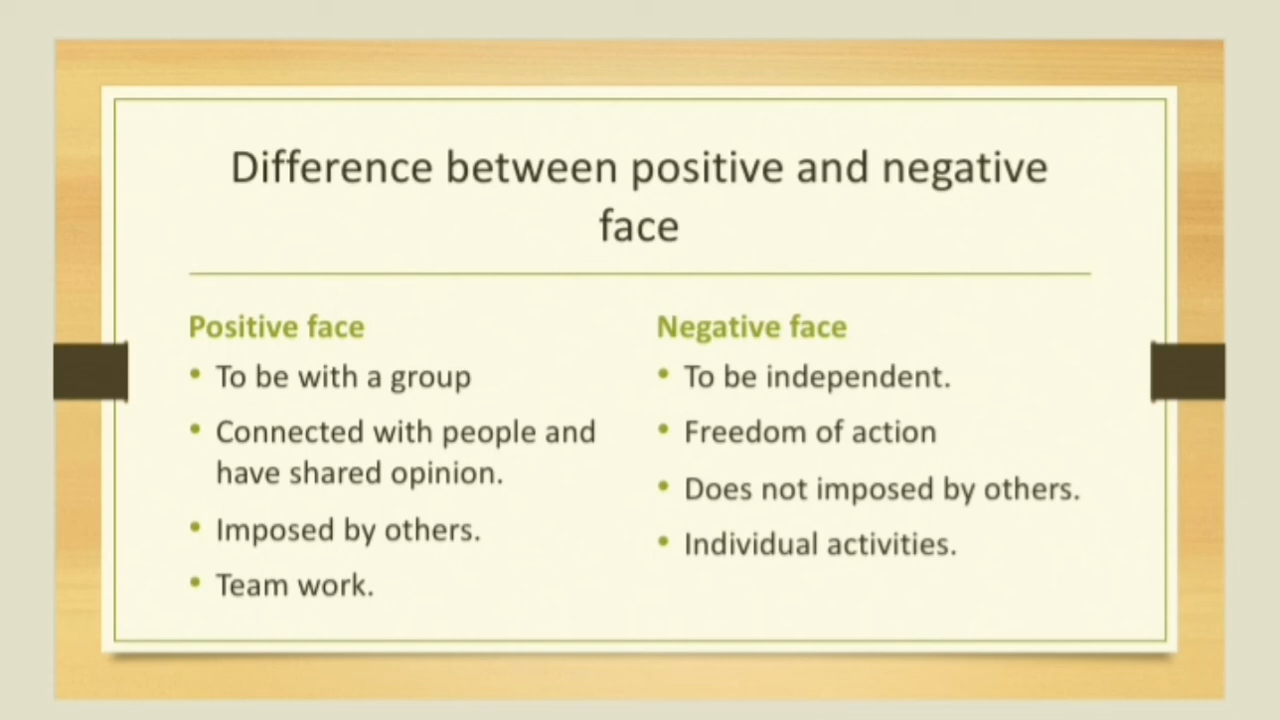 Difference between positive and negative
face
Positive face
• To be with a group
• Connected with people and
have shared opinion.
• Imposed by others.
• Team work.
Negative face
• To be independent.
• Freedom of action
• Does not imposed by others.
• Individual activities.